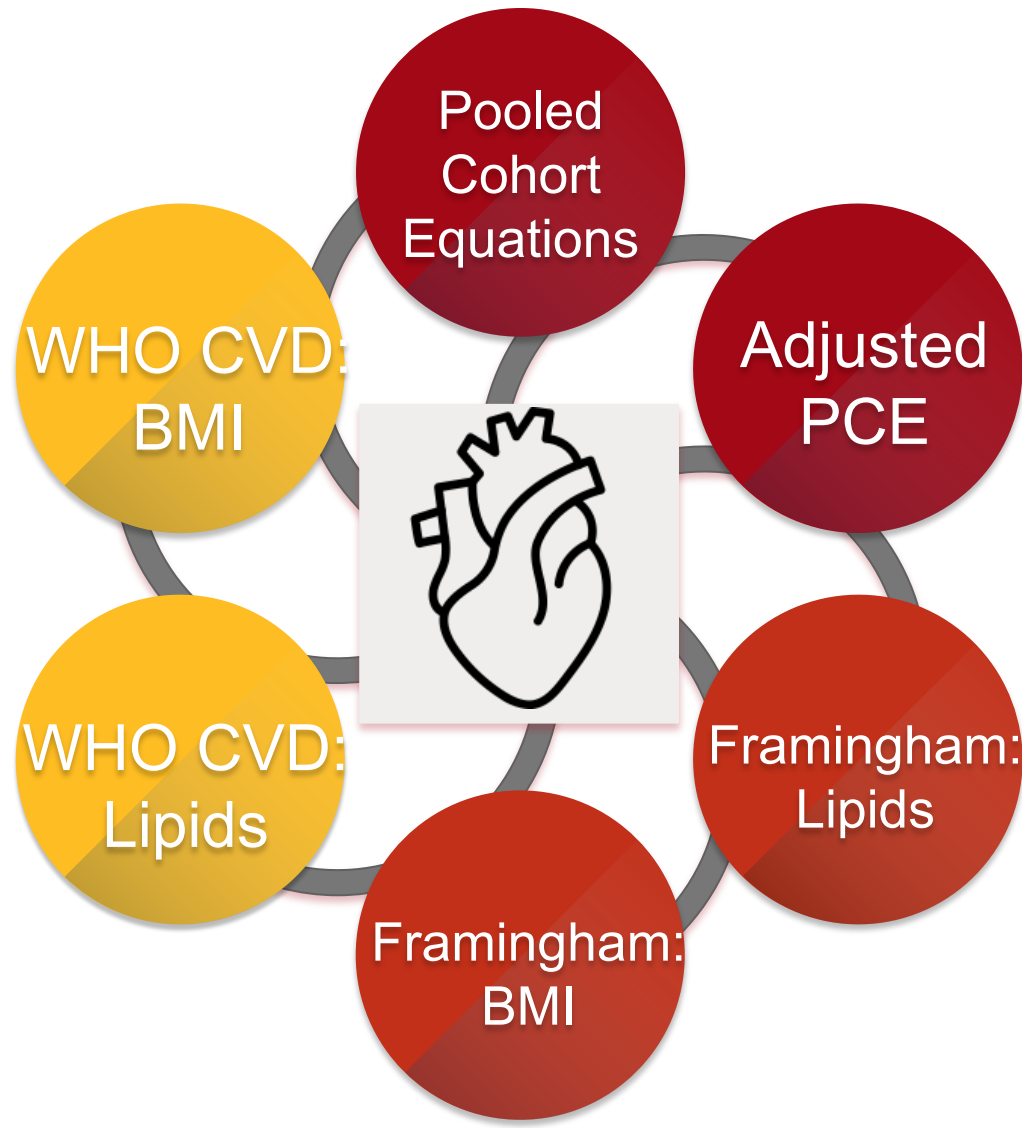 Pooled
Cohort
Equations
Adjusted
PCE
Framingham:
Lipids
Framingham:
BMI
WHO CVD:
Lipids
WHO CVD:
BMI